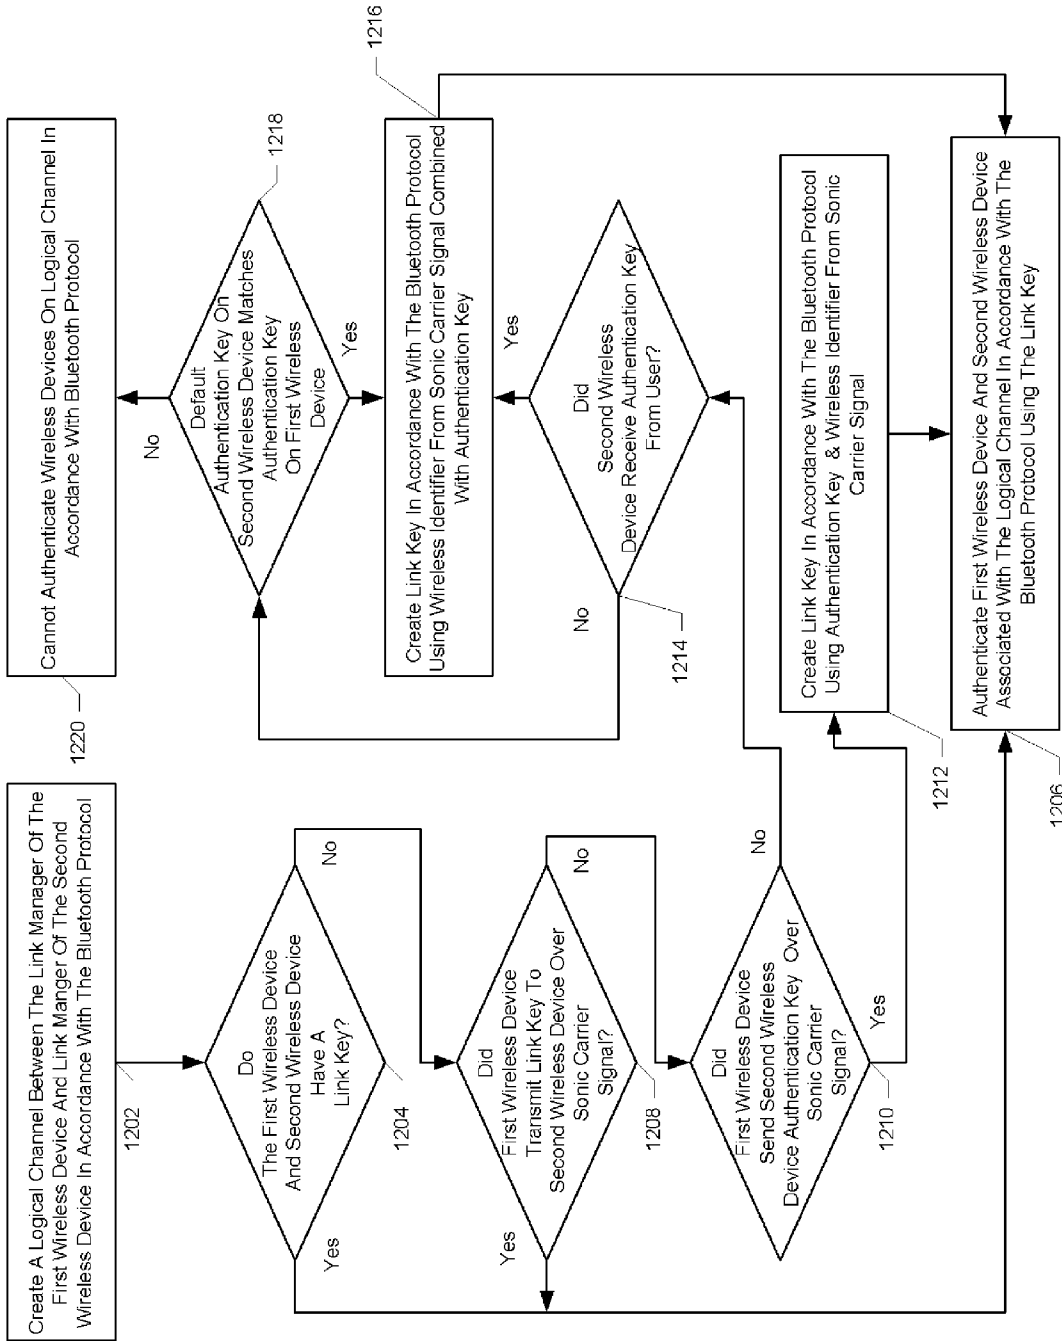 Create A Logical Channel Between The Link Manager Of The
First Wireless Device And Link Manger Of The Second
Wireless Device In Accordance With The Bluetooth Protocol
1202
Do
The First Wireless Device
And Second Wireless Device
Have A
Link Key?
1204
Yes
No
Did
First Wireless Device
Transmit Link Key To
Second Wireless Device Over
Sonic Carrier
Signal?
1208
Yes
No
Did
First Wireless Device
Send Second Wireless
Device Authentication Key Over
Sonic Carrier
Signal?
1210
Yes
No
Cannot Authenticate Wireless Devices On Logical Channel In
Accordance With Bluetooth Protocol
1220
No
Default
Authentication Key On
Second Wireless Device Matches
Authentication Key
On First Wireless
Device
1218
Yes
Create Link Key In Accordance With The Bluetooth Protocol
Using Wireless Identifier From Sonic Carrier Signal Combined
With Authentication Key
1216
Yes
Did
Second Wireless
Device Receive Authentication Key
From User?
No
1214
Create Link Key In Accordance With The Bluetooth Protocol
Using Authentication Key & Wireless Identifier From Sonic
Carrier Signal
1212
Authenticate First Wireless Device And Second Wireless Device
Associated With The Logical Channel In Accordance With The
Bluetooth Protocol Using The Link Key
1206